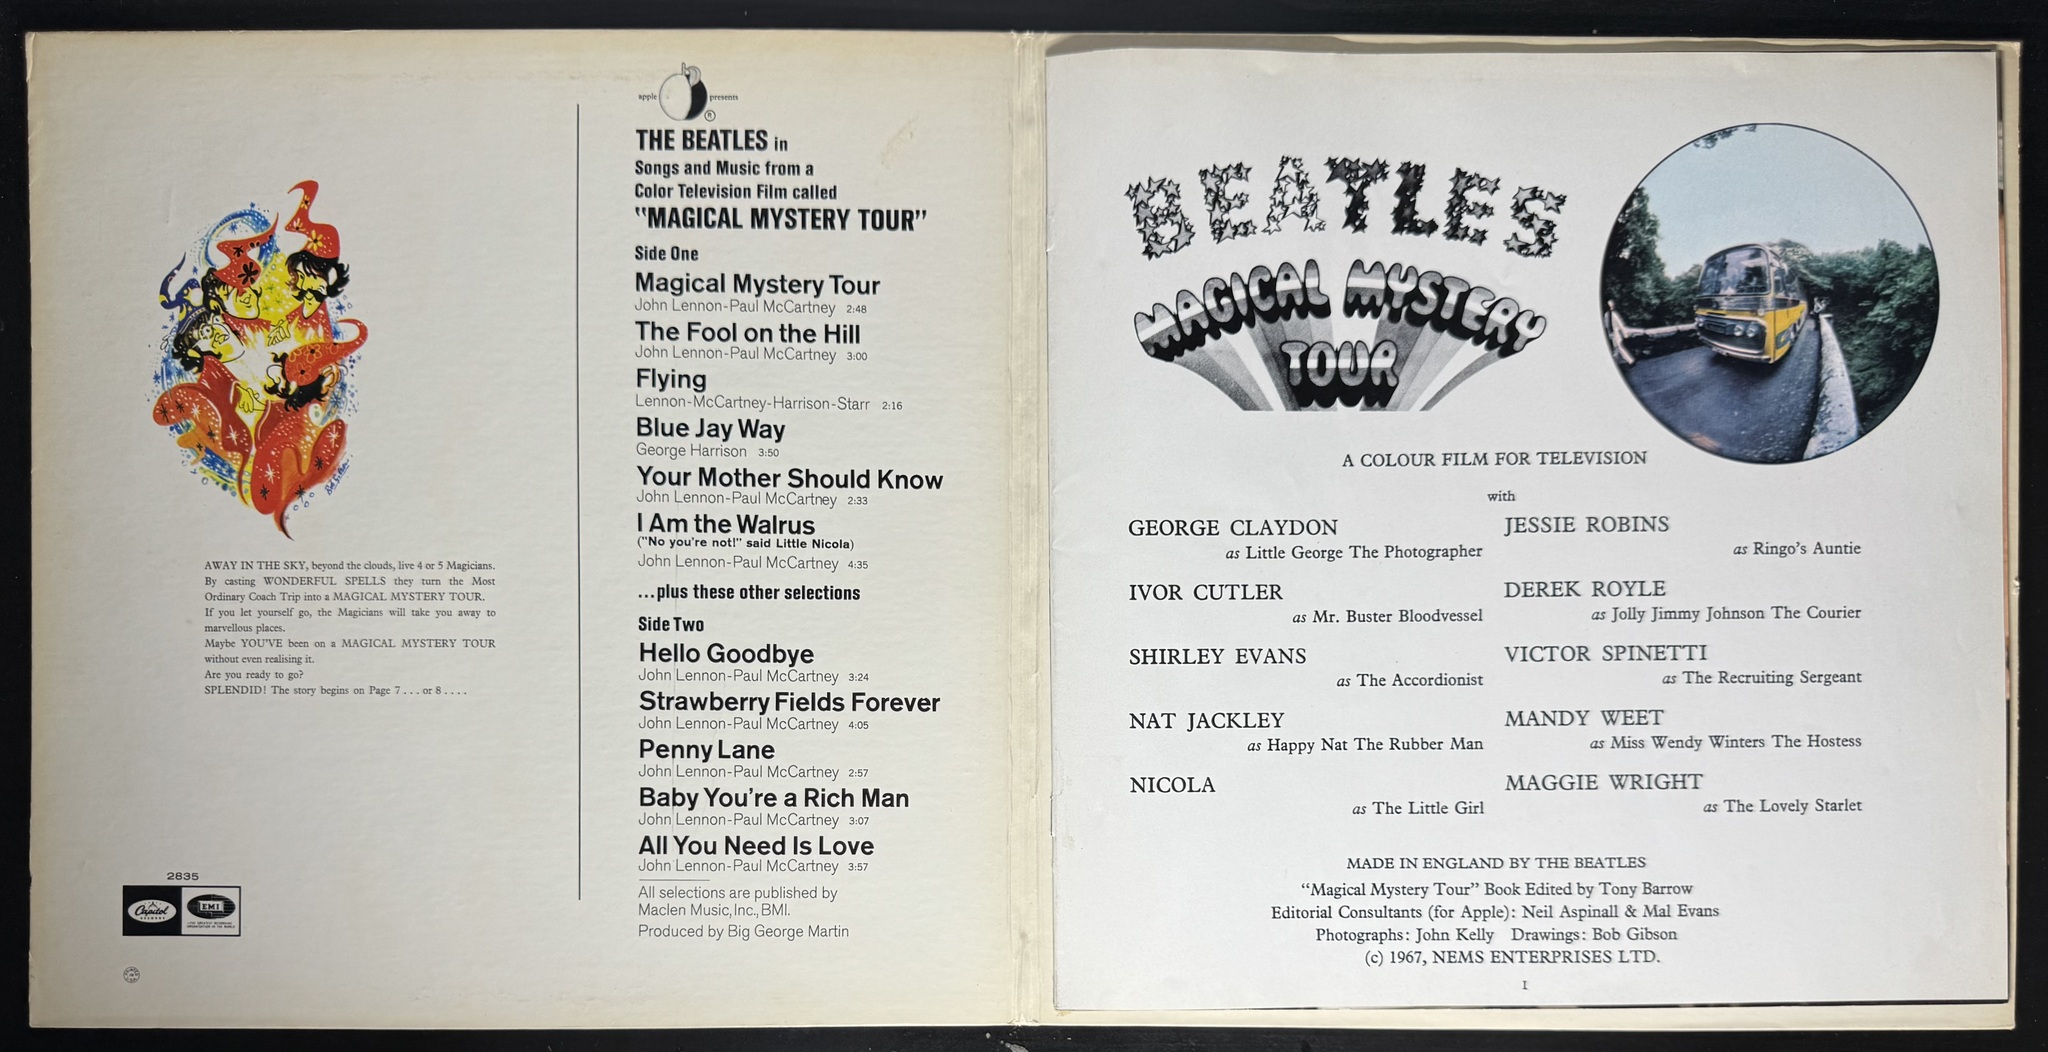 apple presents
®
THE BEATLES in
Songs and Music from a
Color Television Film called
"MAGICAL MYSTERY TOUR"
Side One
Magical Mystery Tour
John Lennon-Paul McCartney 2:48
The Fool on the Hill
John Lennon-Paul McCartney 3:00
Flying
Lennon-McCartney-Harrison-Starr 2:16
Blue Jay Way
George Harrison 3:50
Your Mother Should Know
John Lennon-Paul McCartney 2:33
I Am the Walrus
("No you're not!" said Little Nicola)
John Lennon-Paul McCartney 4:35
...plus these other selections
Side Two
Hello Goodbye
John Lennon-Paul McCartney 3:24
Strawberry Fields Forever
John Lennon-Paul McCartney 4:05
Penny Lane
John Lennon-Paul McCartney 2:57
Baby You're a Rich Man
John Lennon-Paul McCartney 3:07
All You Need Is Love
John Lennon-Paul McCartney 3:57
All selections are published by
Maclen Music, Inc., BMI.
Produced by Big George Martin
AWAY IN THE SKY, beyond the clouds, live 4 or 5 Magicians.
By casting WONDERFUL SPELLS they turn the Most
Ordinary Coach Trip into a MAGICAL MYSTERY TOUR.
If you let yourself go, the Magicians will take you away to
marvellous places.
Maybe YOU'VE been on a MAGICAL MYSTERY TOUR
without even realising it.
Are you ready to go?
SPLENDID! The story begins on Page 7 . . . or 8 . . . .
2835
Capitol
RECORDS
EMI
BEATLES
MAGICAL MYSTERY
TOUR
A COLOUR FILM FOR TELEVISION
with
GEORGE CLAYDON
as Little George The Photographer
IVOR CUTLER
as Mr. Buster Bloodvessel
SHIRLEY EVANS
as The Accordionist
NAT JACKLEY
as Happy Nat The Rubber Man
NICOLA
as The Little Girl
JESSIE ROBINS
as Ringo's Auntie
DEREK ROYLE
as Jolly Jimmy Johnson The Courier
VICTOR SPINETTI
as The Recruiting Sergeant
MANDY WEET
as Miss Wendy Winters The Hostess
MAGGIE WRIGHT
as The Lovely Starlet
MADE IN ENGLAND BY THE BEATLES
"Magical Mystery Tour" Book Edited by Tony Barrow
Editorial Consultants (for Apple): Neil Aspinall & Mal Evans
Photographs: John Kelly Drawings: Bob Gibson
(c) 1967, NEMS ENTERPRISES LTD.
1